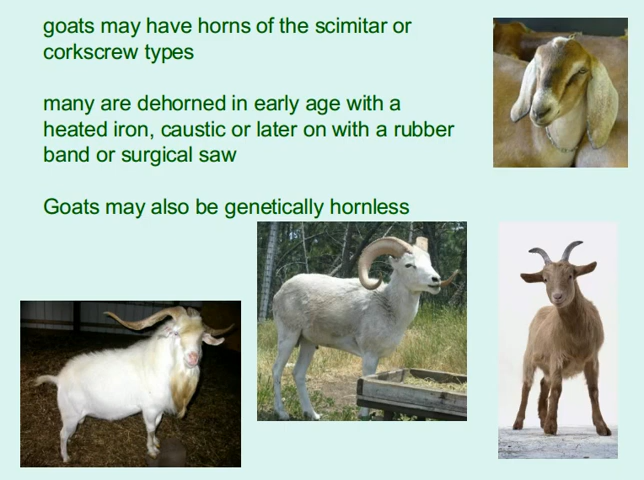 goats may have horns of the scimitar or
corkscrew types
many are dehorned in early age with a
heated iron, caustic or later on with a rubber
band or surgical saw
Goats may also be genetically hornless